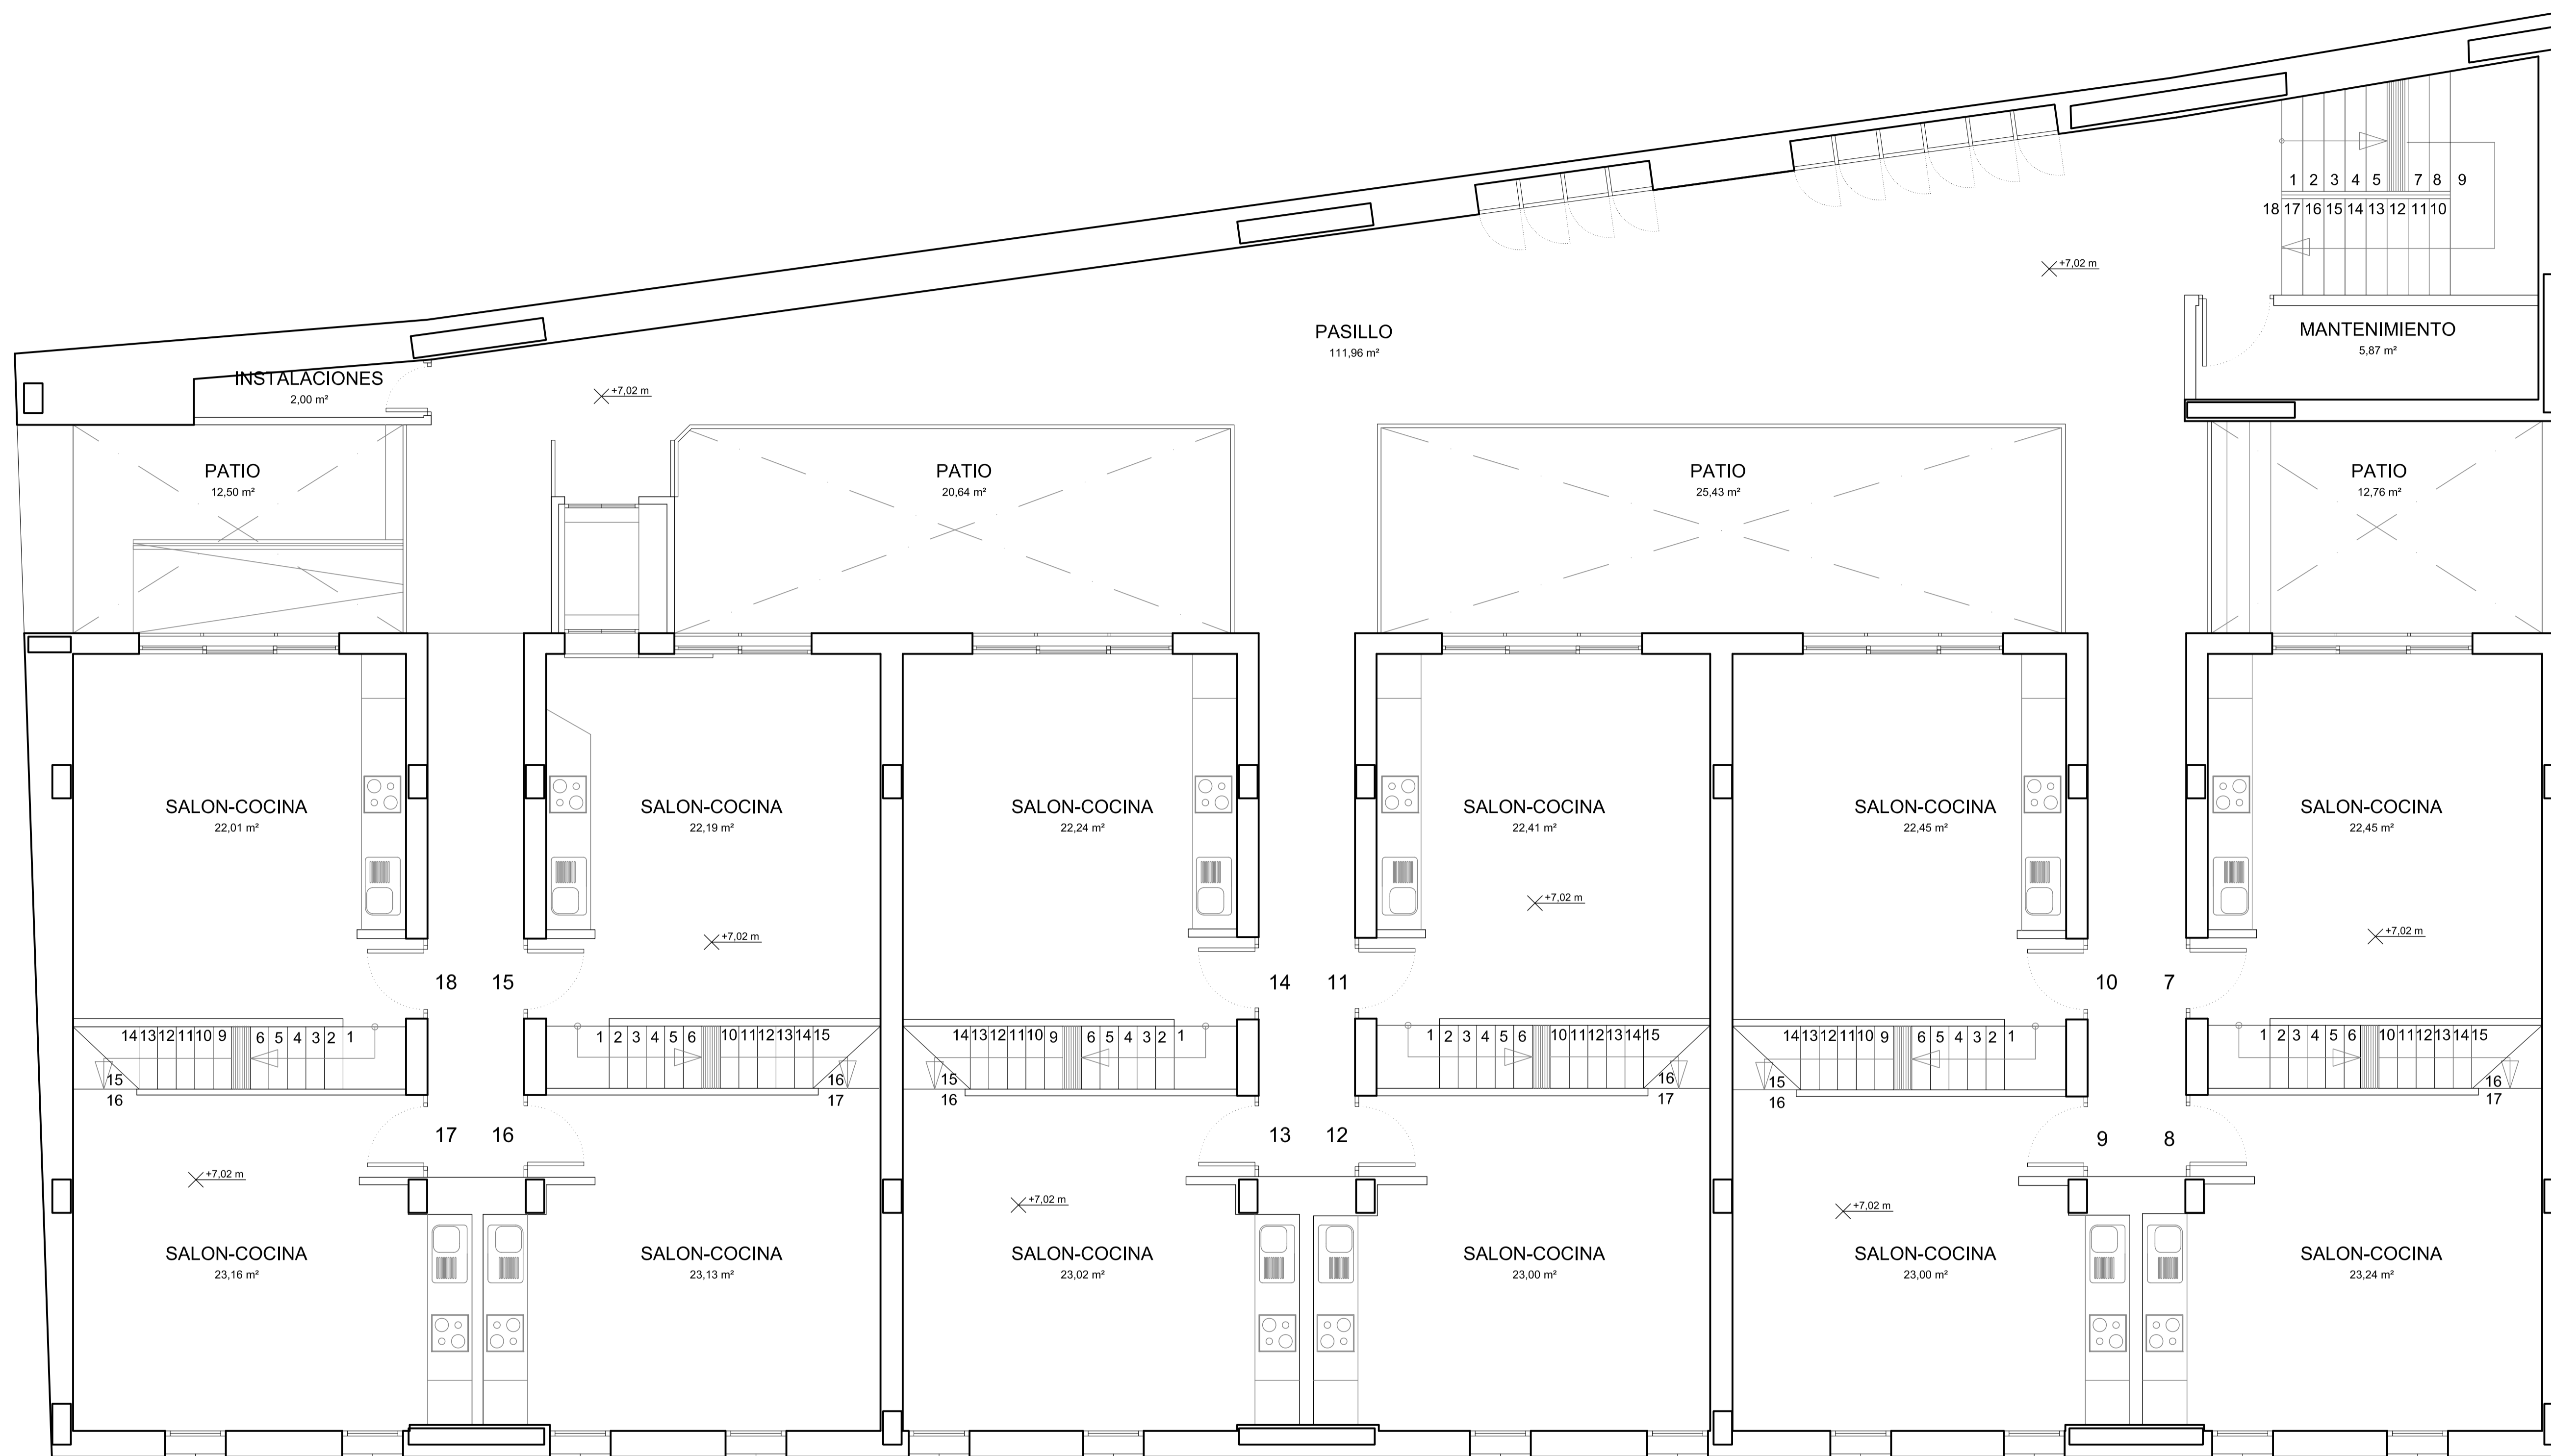 1 2 3 4 5 7 8 9
18 17 16 15 14 13 12 11 10
+7,02 m
PASILLO
111,96 m²
MANTENIMIENTO
5,87 m²
INSTALACIONES
2,00 m²
+7,02 m
PATIO
12,50 m²
PATIO
20,64 m²
PATIO
25,43 m²
PATIO
12,76 m²
SALON-COCINA
22,01 m²
SALON-COCINA
22,19 m²
SALON-COCINA
22,24 m²
SALON-COCINA
22,41 m²
SALON-COCINA
22,45 m²
SALON-COCINA
22,45 m²
+7,02 m
+7,02 m
+7,02 m
18 15 14 11 10 7
14 13 12 11 10 9 6 5 4 3 2 1
15
16
1 2 3 4 5 6 10 11 12 13 14 15
16
17
14 13 12 11 10 9 6 5 4 3 2 1
15
16
1 2 3 4 5 6 10 11 12 13 14 15
16
17
14 13 12 11 10 9 6 5 4 3 2 1
15
16
1 2 3 4 5 6 10 11 12 13 14 15
16
17
17 16 13 12 9 8
+7,02 m
+7,02 m
+7,02 m
SALON-COCINA
23,16 m²
SALON-COCINA
23,13 m²
SALON-COCINA
23,02 m²
SALON-COCINA
23,00 m²
SALON-COCINA
23,00 m²
SALON-COCINA
23,24 m²